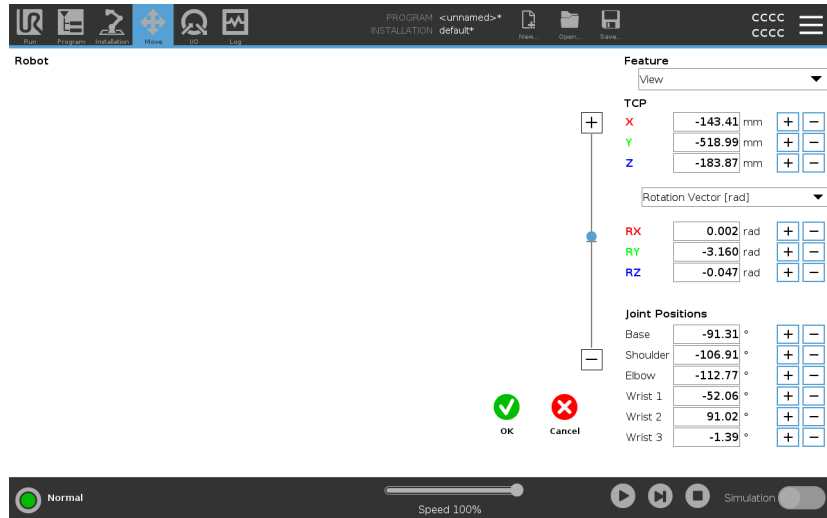 PROGRAM <unnamed>*
INSTALLATION default*
CCCC
CCCC
Run Program Installation Move I/O Log New... Open... Save...
Robot
Feature
View
TCP
X -143.41 mm + −
Y -518.99 mm + −
Z -183.87 mm + −
Rotation Vector [rad]
RX 0.002 rad + −
RY -3.160 rad + −
RZ -0.047 rad + −
Joint Positions
Base -91.31 ° + −
Shoulder -106.91 ° + −
Elbow -112.77 ° + −
Wrist 1 -52.06 ° + −
Wrist 2 91.02 ° + −
Wrist 3 -1.39 ° + −
OK Cancel
Normal
Speed 100%
Simulation